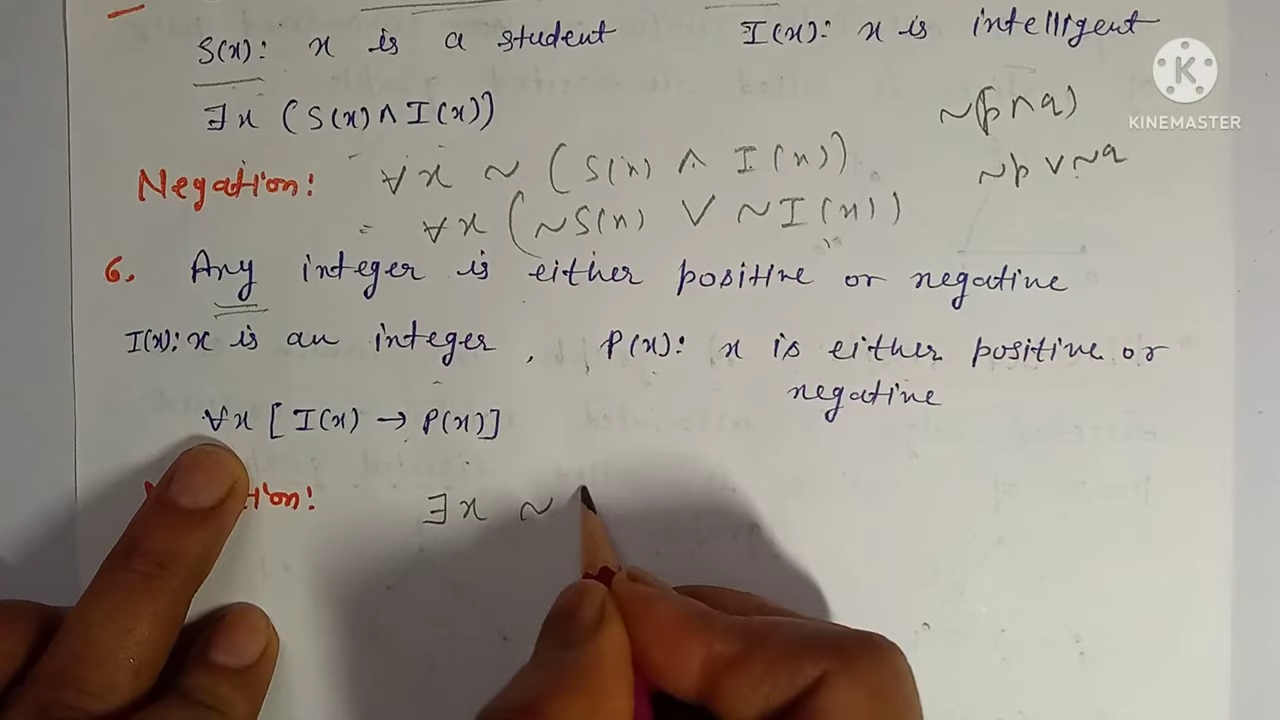 S(x): x is a student I(x): x is intelligent
∃x (S(x) ∧ I(x))
~(p ∧ q)
KINEMASTER
Negation: ∀x ~ (S(x) ∧ I(x))
~p ∨ ~q
= ∀x (~S(x) ∨ ~I(x))
6. Any integer is either positive or negative
I(x): x is an integer, P(x): x is either positive or
negative
∀x [I(x) → P(x)]
tion: ∃x ~